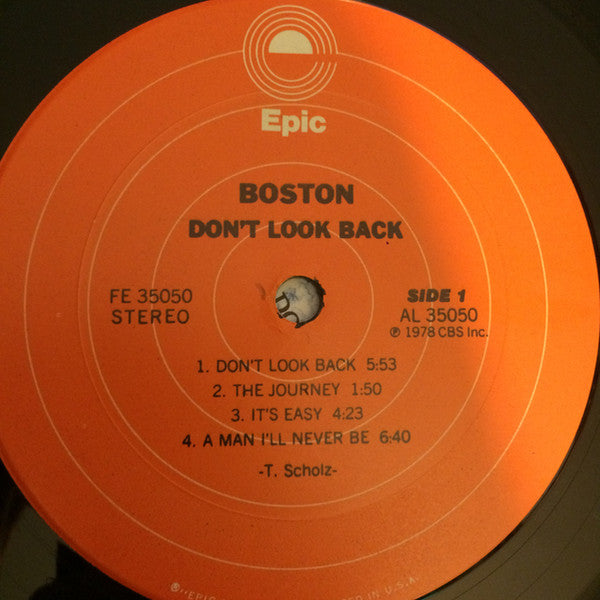 Epic
BOSTON
DON'T LOOK BACK
FE 35050
STEREO
SIDE 1
AL 35050
℗ 1978 CBS Inc.
1. DON'T LOOK BACK 5:53
2. THE JOURNEY 1:50
3. IT'S EASY 4:23
4. A MAN I'LL NEVER BE 6:40
-T. Scholz-
IN U.S.A.